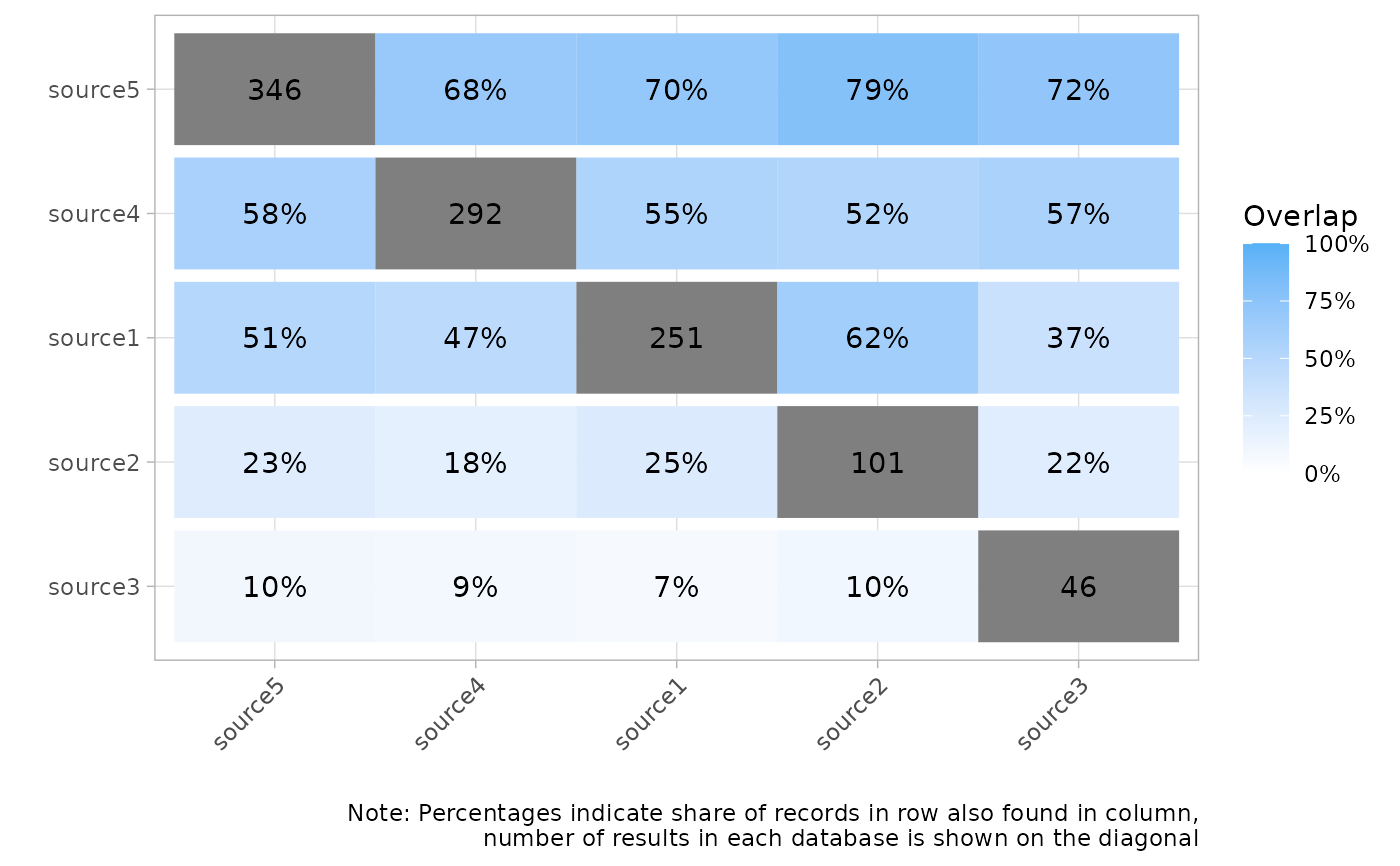 source5 346 68% 70% 79% 72%
source4 58% 292 55% 52% 57%
source1 51% 47% 251 62% 37%
source2 23% 18% 25% 101 22%
source3 10% 9% 7% 10% 46
source5 source4 source1 source2 source3
Overlap
100%
75%
50%
25%
0%
Note: Percentages indicate share of records in row also found in column,
number of results in each database is shown on the diagonal